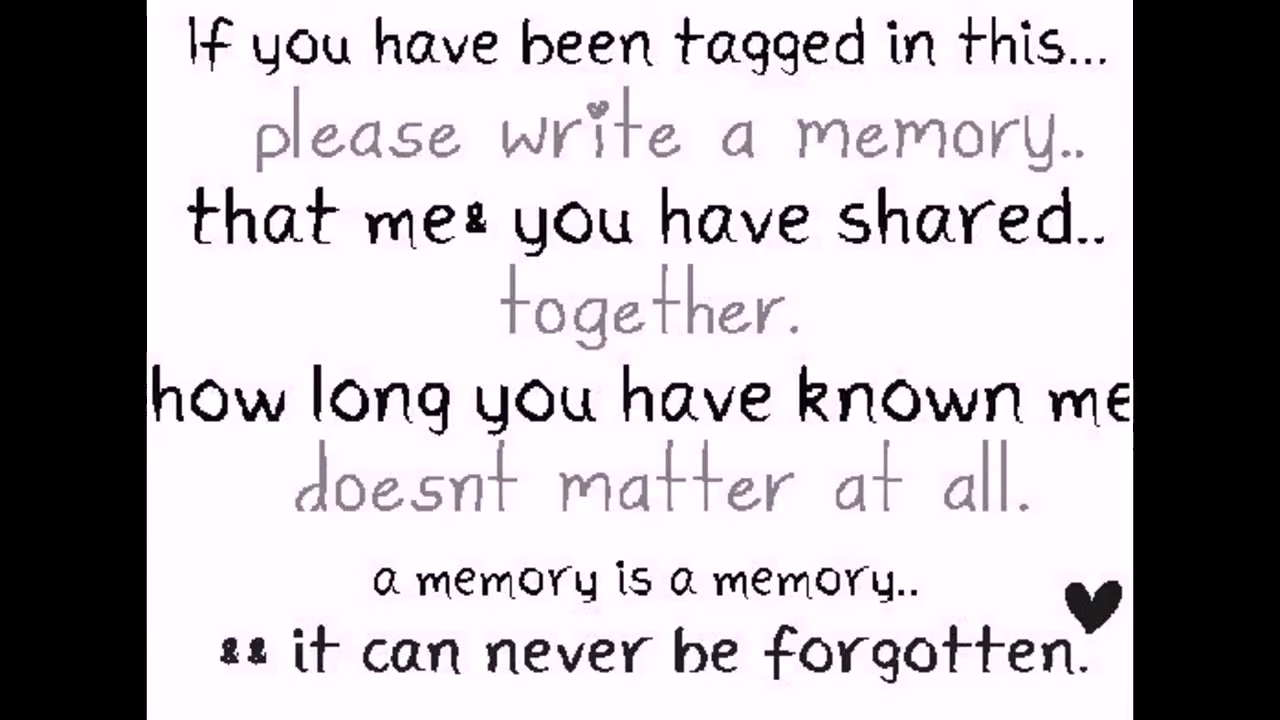 If you have been tagged in this...
please write a memory..
that me& you have shared..
together.
how long you have known me
doesnt matter at all.
a memory is a memory..
&& it can never be forgotten.